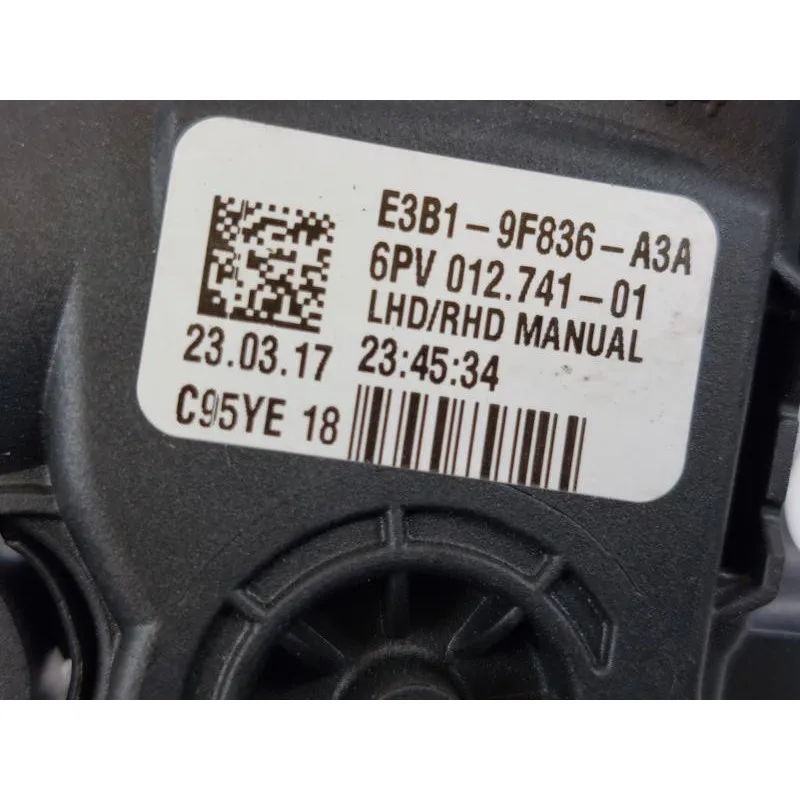 E3B1-9F836-A3A
6PV 012.741-01
LHD/RHD MANUAL
23.03.17 23:45:34
C95YE 18